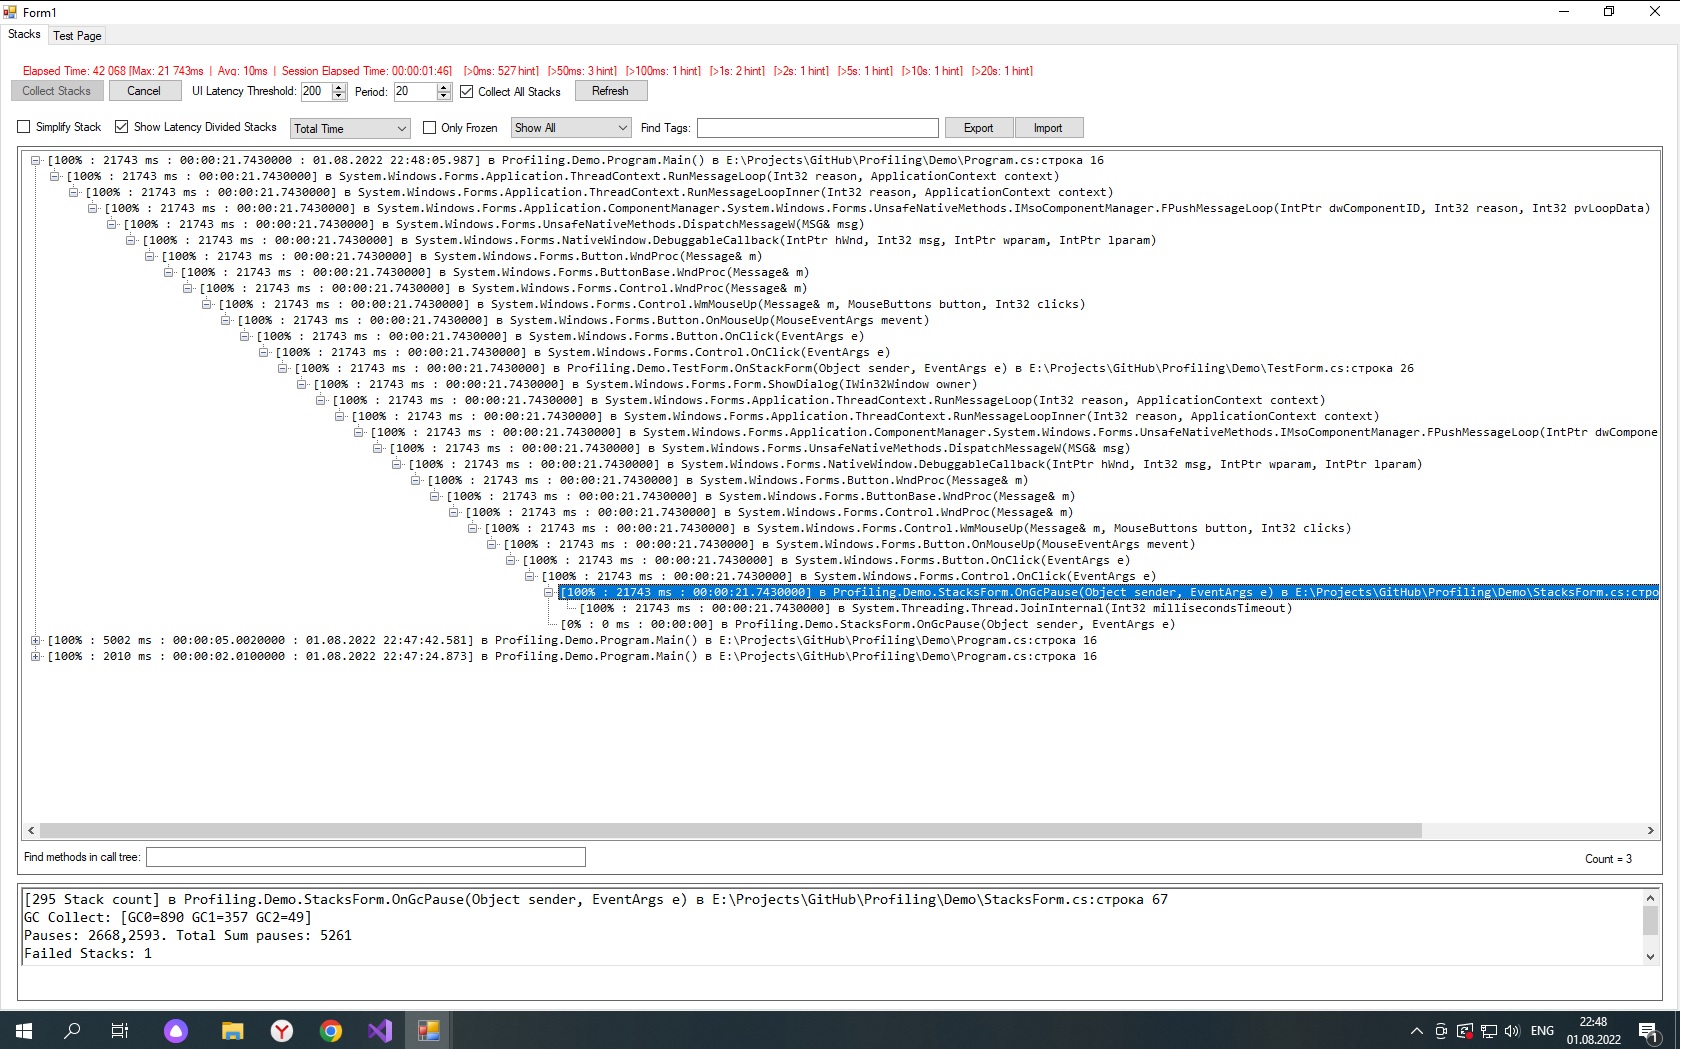 Form1
Stacks Test Page
Elapsed Time: 42 068 [Max: 21 743ms | Avg: 10ms | Session Elapsed Time: 00:00:01:46] [>0ms: 527 hint] [>50ms: 3 hint] [>100ms: 1 hint] [>1s: 2 hint] [>2s: 1 hint] [>5s: 1 hint] [>10s: 1 hint] [>20s: 1 hint]
Collect Stacks Cancel UI Latency Threshold: 200 Period: 20 Collect All Stacks Refresh
Simplify Stack Show Latency Divided Stacks Total Time Only Frozen Show All Find Tags: Export Import
[100% : 21743 ms : 00:00:21.7430000 : 01.08.2022 22:48:05.987] в Profiling.Demo.Program.Main() в E:\Projects\GitHub\Profiling\Demo\Program.cs:строка 16
[100% : 21743 ms : 00:00:21.7430000] в System.Windows.Forms.Application.ThreadContext.RunMessageLoop(Int32 reason, ApplicationContext context)
[100% : 21743 ms : 00:00:21.7430000] в System.Windows.Forms.Application.ThreadContext.RunMessageLoopInner(Int32 reason, ApplicationContext context)
[100% : 21743 ms : 00:00:21.7430000] в System.Windows.Forms.Application.ComponentManager.System.Windows.Forms.UnsafeNativeMethods.IMsoComponentManager.FPushMessageLoop(IntPtr dwComponentID, Int32 reason, Int32 pvLoopData)
[100% : 21743 ms : 00:00:21.7430000] в System.Windows.Forms.UnsafeNativeMethods.DispatchMessageW(MSG& msg)
[100% : 21743 ms : 00:00:21.7430000] в System.Windows.Forms.NativeWindow.DebuggableCallback(IntPtr hWnd, Int32 msg, IntPtr wparam, IntPtr lparam)
[100% : 21743 ms : 00:00:21.7430000] в System.Windows.Forms.Button.WndProc(Message& m)
[100% : 21743 ms : 00:00:21.7430000] в System.Windows.Forms.ButtonBase.WndProc(Message& m)
[100% : 21743 ms : 00:00:21.7430000] в System.Windows.Forms.Control.WndProc(Message& m)
[100% : 21743 ms : 00:00:21.7430000] в System.Windows.Forms.Control.WmMouseUp(Message& m, MouseButtons button, Int32 clicks)
[100% : 21743 ms : 00:00:21.7430000] в System.Windows.Forms.Button.OnMouseUp(MouseEventArgs mevent)
[100% : 21743 ms : 00:00:21.7430000] в System.Windows.Forms.Button.OnClick(EventArgs e)
[100% : 21743 ms : 00:00:21.7430000] в System.Windows.Forms.Control.OnClick(EventArgs e)
[100% : 21743 ms : 00:00:21.7430000] в Profiling.Demo.TestForm.OnStackForm(Object sender, EventArgs e) в E:\Projects\GitHub\Profiling\Demo\TestForm.cs:строка 26
[100% : 21743 ms : 00:00:21.7430000] в System.Windows.Forms.Form.ShowDialog(IWin32Window owner)
[100% : 21743 ms : 00:00:21.7430000] в System.Windows.Forms.Application.ThreadContext.RunMessageLoop(Int32 reason, ApplicationContext context)
[100% : 21743 ms : 00:00:21.7430000] в System.Windows.Forms.Application.ThreadContext.RunMessageLoopInner(Int32 reason, ApplicationContext context)
[100% : 21743 ms : 00:00:21.7430000] в System.Windows.Forms.Application.ComponentManager.System.Windows.Forms.UnsafeNativeMethods.IMsoComponentManager.FPushMessageLoop(IntPtr dwCompone
[100% : 21743 ms : 00:00:21.7430000] в System.Windows.Forms.UnsafeNativeMethods.DispatchMessageW(MSG& msg)
[100% : 21743 ms : 00:00:21.7430000] в System.Windows.Forms.NativeWindow.DebuggableCallback(IntPtr hWnd, Int32 msg, IntPtr wparam, IntPtr lparam)
[100% : 21743 ms : 00:00:21.7430000] в System.Windows.Forms.Button.WndProc(Message& m)
[100% : 21743 ms : 00:00:21.7430000] в System.Windows.Forms.ButtonBase.WndProc(Message& m)
[100% : 21743 ms : 00:00:21.7430000] в System.Windows.Forms.Control.WndProc(Message& m)
[100% : 21743 ms : 00:00:21.7430000] в System.Windows.Forms.Control.WmMouseUp(Message& m, MouseButtons button, Int32 clicks)
[100% : 21743 ms : 00:00:21.7430000] в System.Windows.Forms.Button.OnMouseUp(MouseEventArgs mevent)
[100% : 21743 ms : 00:00:21.7430000] в System.Windows.Forms.Button.OnClick(EventArgs e)
[100% : 21743 ms : 00:00:21.7430000] в System.Windows.Forms.Control.OnClick(EventArgs e)
[100% : 21743 ms : 00:00:21.7430000] в Profiling.Demo.StacksForm.OnGcPause(Object sender, EventArgs e) в E:\Projects\GitHub\Profiling\Demo\StacksForm.cs:стро
[100% : 21743 ms : 00:00:21.7430000] в System.Threading.Thread.JoinInternal(Int32 millisecondsTimeout)
[0% : 0 ms : 00:00:00] в Profiling.Demo.StacksForm.OnGcPause(Object sender, EventArgs e)
[100% : 5002 ms : 00:00:05.0020000 : 01.08.2022 22:47:42.581] в Profiling.Demo.Program.Main() в E:\Projects\GitHub\Profiling\Demo\Program.cs:строка 16
[100% : 2010 ms : 00:00:02.0100000 : 01.08.2022 22:47:24.873] в Profiling.Demo.Program.Main() в E:\Projects\GitHub\Profiling\Demo\Program.cs:строка 16
Find methods in call tree: Count = 3
[295 Stack count] в Profiling.Demo.StacksForm.OnGcPause(Object sender, EventArgs e) в E:\Projects\GitHub\Profiling\Demo\StacksForm.cs:строка 67
GC Collect: [GC0=890 GC1=357 GC2=49]
Pauses: 2668,2593. Total Sum pauses: 5261
Failed Stacks: 1
ENG 22:48
01.08.2022
1